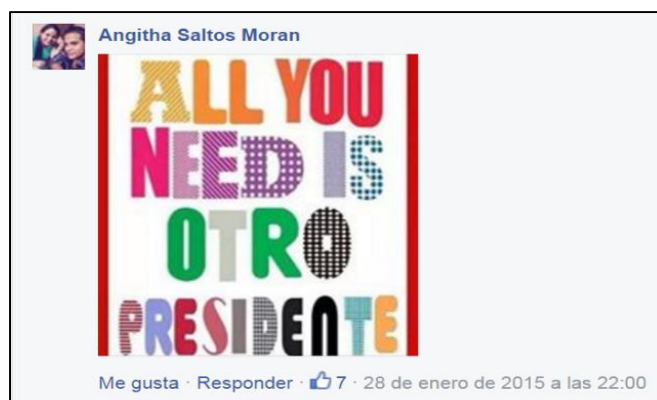 Angitha Saltos Moran
ALL YOU
NEED IS
OTRO
PRESIDENTE
Me gusta · Responder · 7 · 28 de enero de 2015 a las 22:00